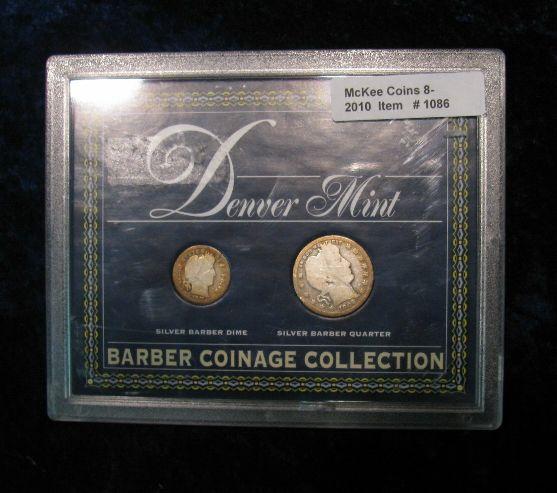 McKee Coins 8-
2010 Item # 1086
Denver Mint
SILVER BARBER DIME
SILVER BARBER QUARTER
BARBER COINAGE COLLECTION